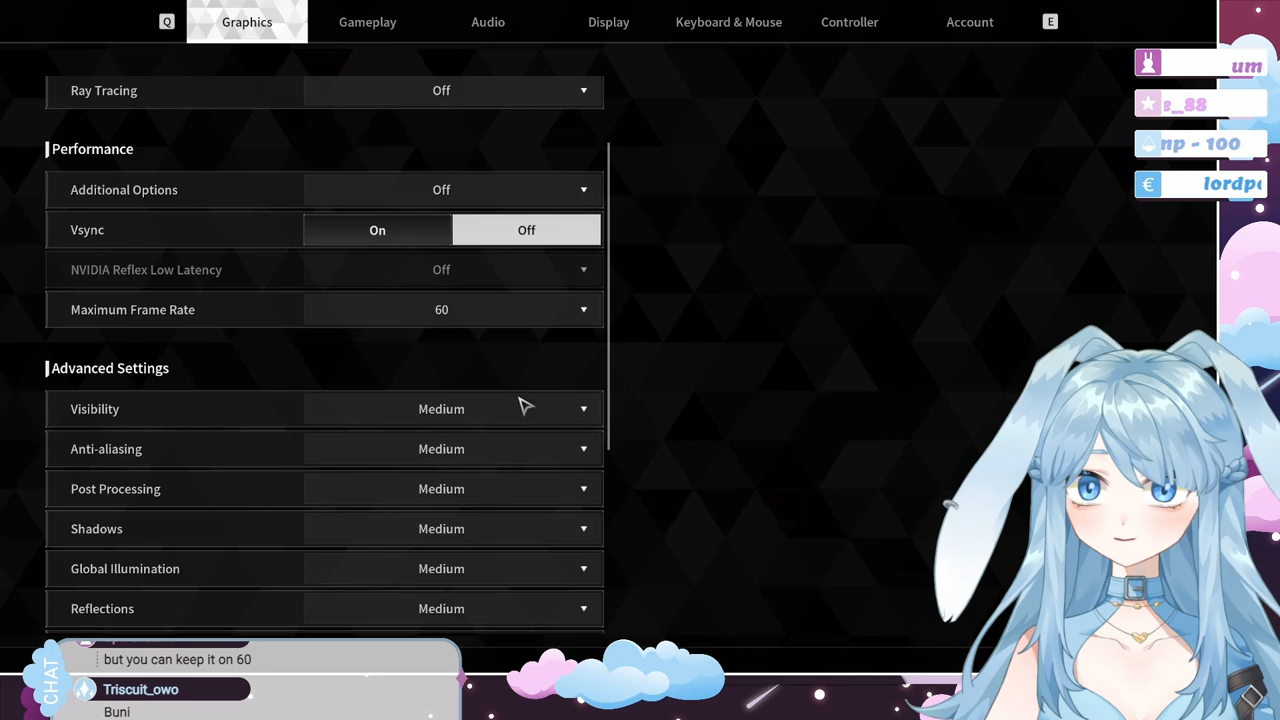 Q Graphics Gameplay Audio Display Keyboard & Mouse Controller Account E
Ray Tracing Off
Performance
Additional Options Off
Vsync On Off
NVIDIA Reflex Low Latency Off
Maximum Frame Rate 60
Advanced Settings
Visibility Medium
Anti-aliasing Medium
Post Processing Medium
Shadows Medium
Global Illumination Medium
Reflections Medium
um
_88
np - 100
€ lordp
CHAT
but you can keep it on 60
Triscuit_owo
Buni